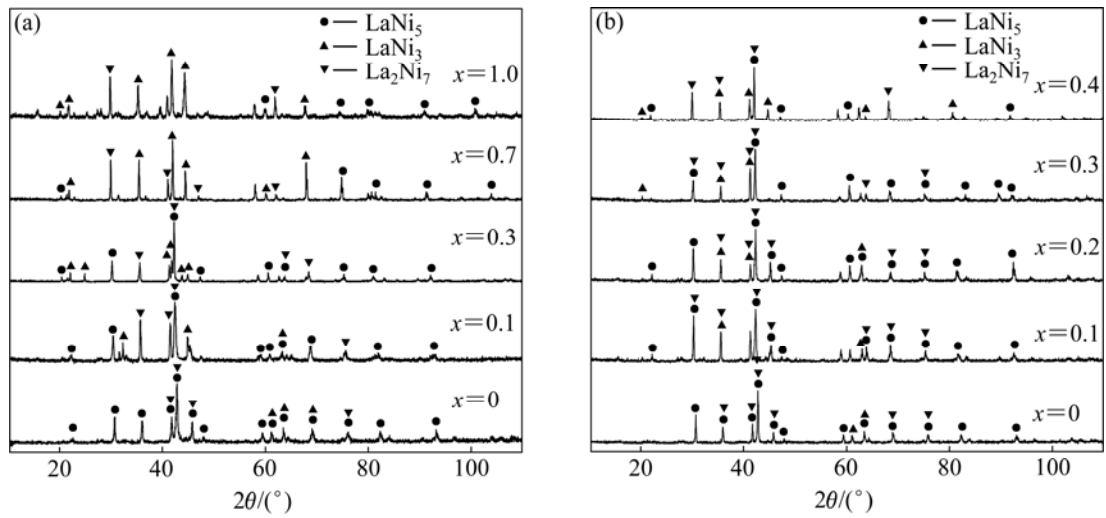 (a)
● — LaNi₅
▲ — LaNi₃
▼ — La₂Ni₇
x=1.0
x=0.7
x=0.3
x=0.1
x=0
20 40 60 80 100
2θ/(°)
(b)
● — LaNi₅
▲ — LaNi₃
▼ — La₂Ni₇
x=0.4
x=0.3
x=0.2
x=0.1
x=0
20 40 60 80 100
2θ/(°)